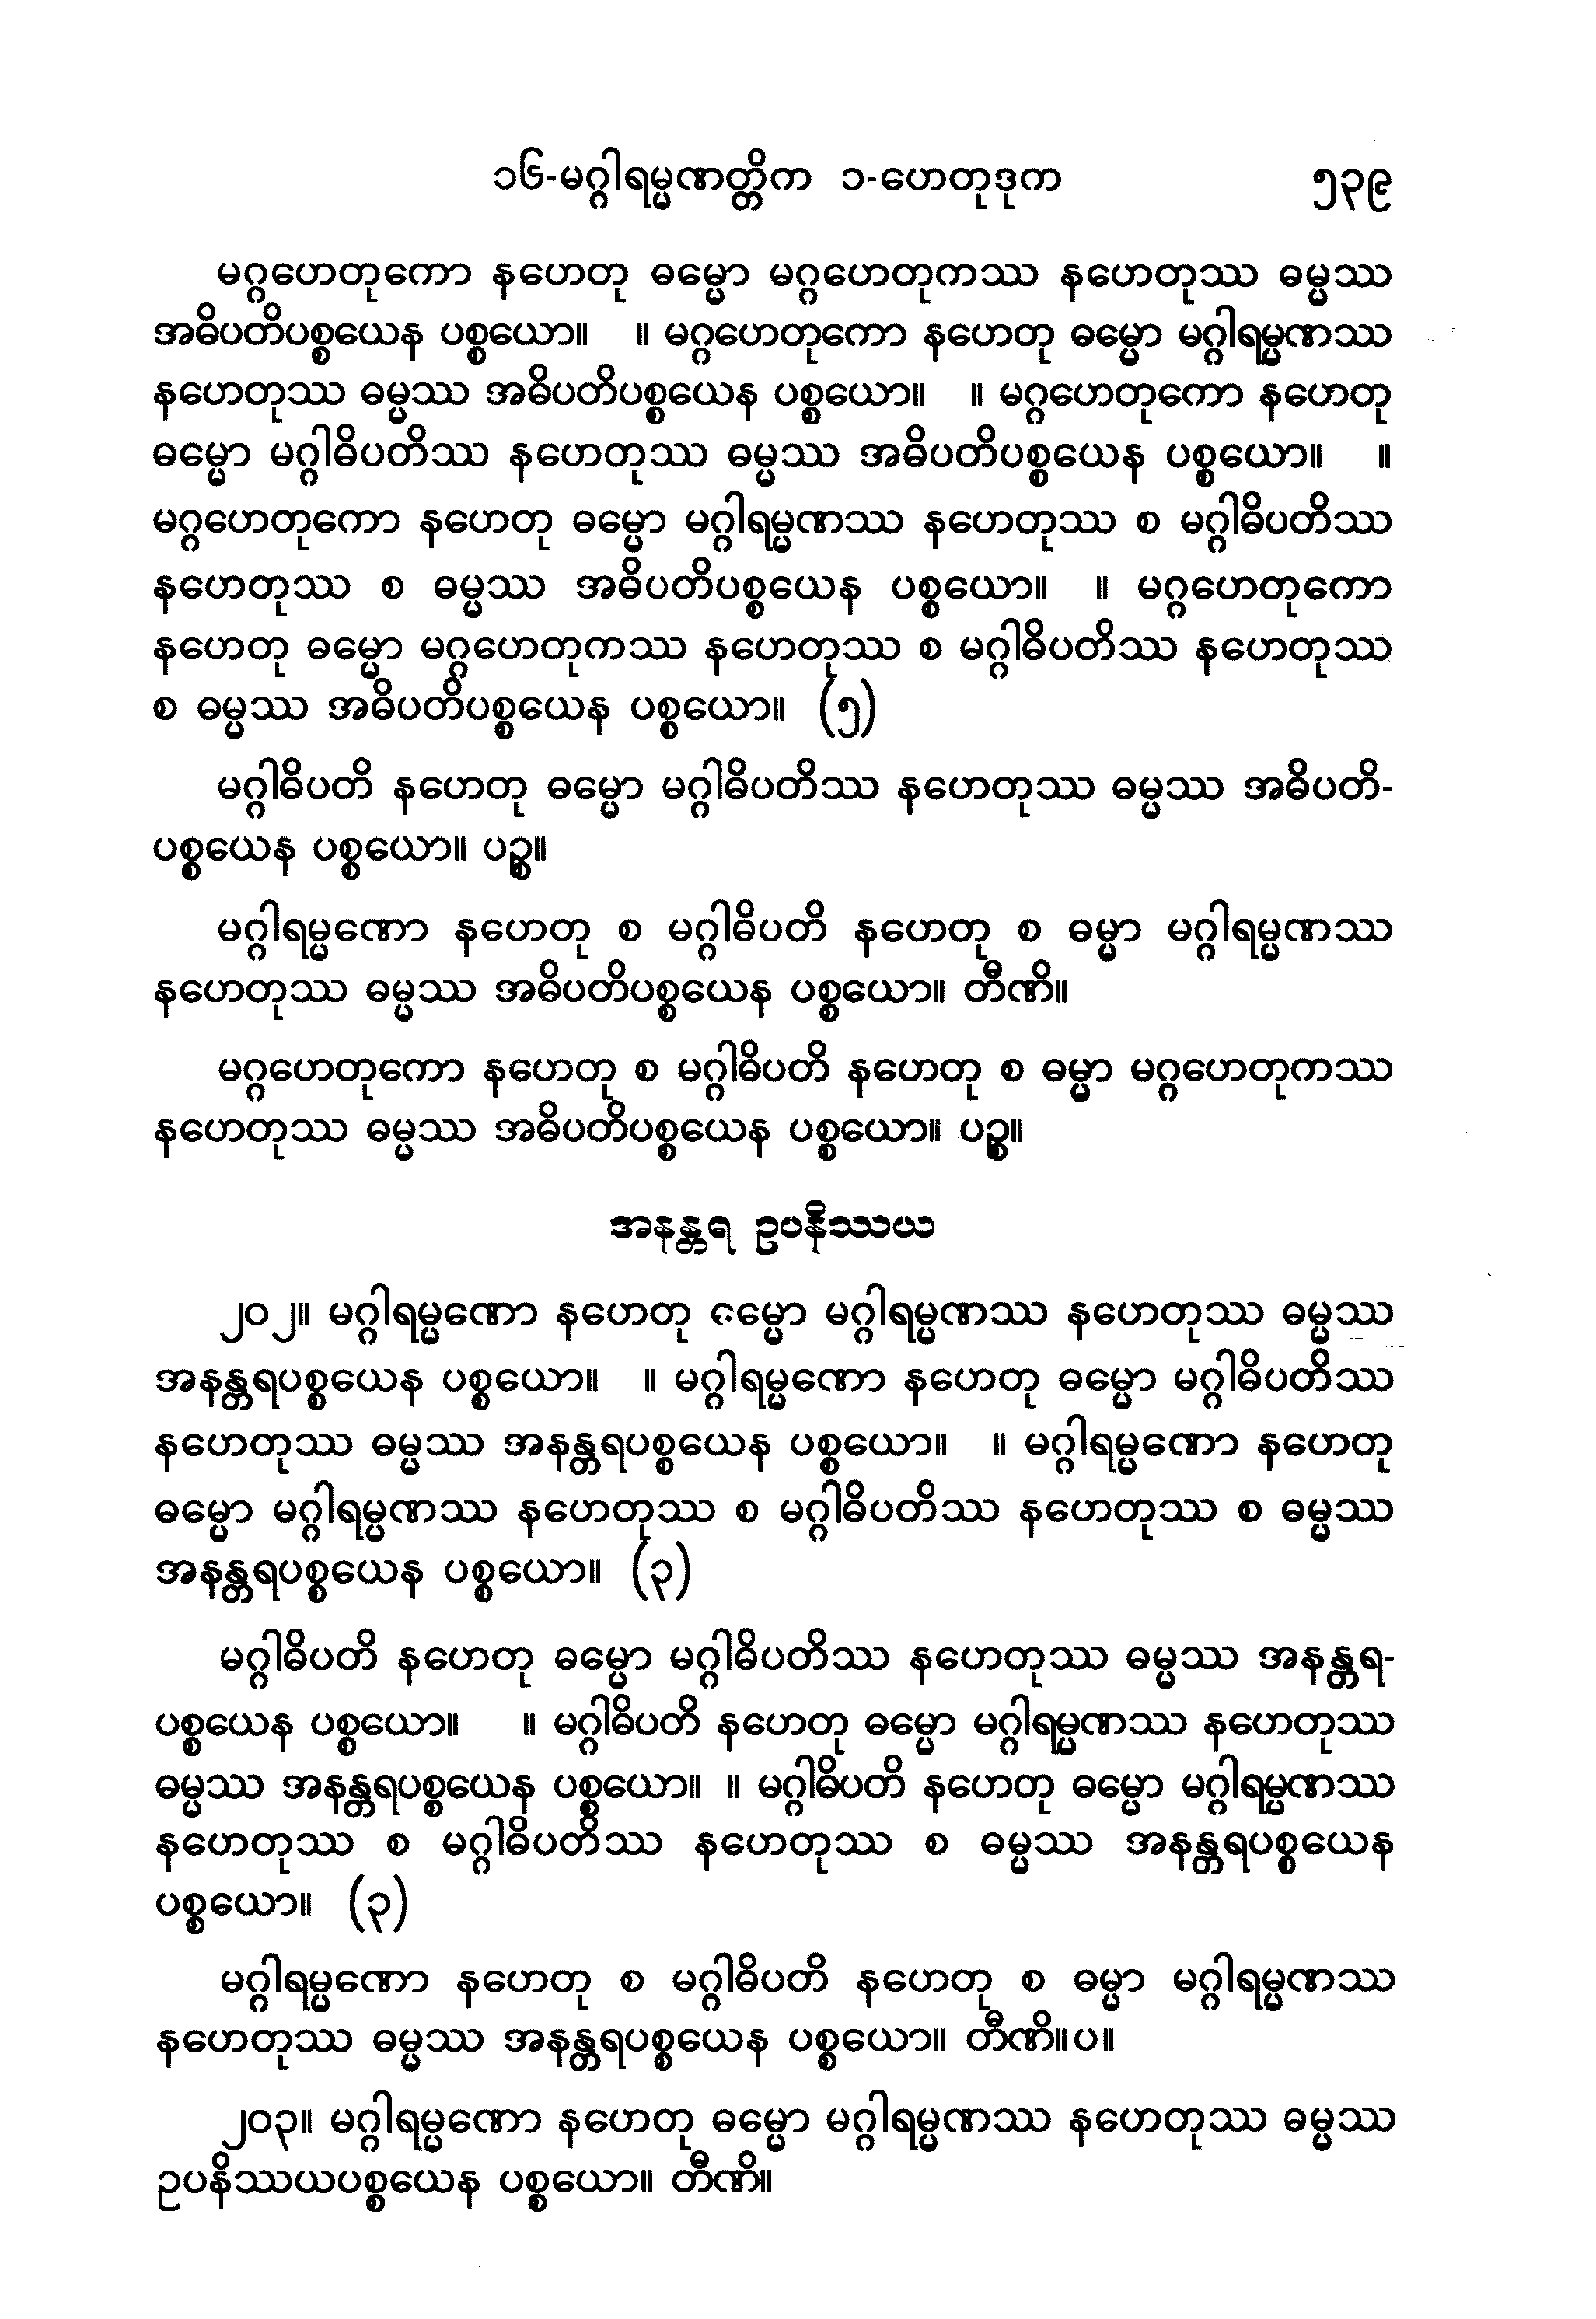 ၁၆-မဂ္ဂါရမ္မဏတ္တိက ၁-ဟေတုဒုက ၅၃၉
မဂ္ဂဟေတုကော နဟေတု ဓမ္မော မဂ္ဂဟေတုကဿ နဟေတုဿ ဓမ္မဿ
အဓိပတိပစ္စယေန ပစ္စယော။ ။ မဂ္ဂဟေတုကော နဟေတု ဓမ္မော မဂ္ဂါရမ္မဏဿ
နဟေတုဿ ဓမ္မဿ အဓိပတိပစ္စယေန ပစ္စယော။ ။ မဂ္ဂဟေတုကော နဟေတု
ဓမ္မော မဂ္ဂါဓိပတိဿ နဟေတုဿ ဓမ္မဿ အဓိပတိပစ္စယေန ပစ္စယော။ ။
မဂ္ဂဟေတုကော နဟေတု ဓမ္မော မဂ္ဂါရမ္မဏဿ နဟေတုဿ စ မဂ္ဂါဓိပတိဿ
နဟေတုဿ စ ဓမ္မဿ အဓိပတိပစ္စယေန ပစ္စယော။ ။ မဂ္ဂဟေတုကော
နဟေတု ဓမ္မော မဂ္ဂဟေတုကဿ နဟေတုဿ စ မဂ္ဂါဓိပတိဿ နဟေတုဿ
စ ဓမ္မဿ အဓိပတိပစ္စယေန ပစ္စယော။ (၅)
မဂ္ဂါဓိပတိ နဟေတု ဓမ္မော မဂ္ဂါဓိပတိဿ နဟေတုဿ ဓမ္မဿ အဓိပတိ-
ပစ္စယေန ပစ္စယော။ ပဉ္စ။
မဂ္ဂါရမ္မဏော နဟေတု စ မဂ္ဂါဓိပတိ နဟေတု စ ဓမ္မာ မဂ္ဂါရမ္မဏဿ
နဟေတုဿ ဓမ္မဿ အဓိပတိပစ္စယေန ပစ္စယော။ တီဏိ။
မဂ္ဂဟေတုကော နဟေတု စ မဂ္ဂါဓိပတိ နဟေတု စ ဓမ္မာ မဂ္ဂဟေတုကဿ
နဟေတုဿ ဓမ္မဿ အဓိပတိပစ္စယေန ပစ္စယော။ ပဉ္စ။
အနန္တရ ဥပနိဿယ
၂၀၂။ မဂ္ဂါရမ္မဏော နဟေတု ဓမ္မော မဂ္ဂါရမ္မဏဿ နဟေတုဿ ဓမ္မဿ
အနန္တရပစ္စယေန ပစ္စယော။ ။ မဂ္ဂါရမ္မဏော နဟေတု ဓမ္မော မဂ္ဂါဓိပတိဿ
နဟေတုဿ ဓမ္မဿ အနန္တရပစ္စယေန ပစ္စယော။ ။ မဂ္ဂါရမ္မဏော နဟေတု
ဓမ္မော မဂ္ဂါရမ္မဏဿ နဟေတုဿ စ မဂ္ဂါဓိပတိဿ နဟေတုဿ စ ဓမ္မဿ
အနန္တရပစ္စယေန ပစ္စယော။ (၃)
မဂ္ဂါဓိပတိ နဟေတု ဓမ္မော မဂ္ဂါဓိပတိဿ နဟေတုဿ ဓမ္မဿ အနန္တရ-
ပစ္စယေန ပစ္စယော။ ။ မဂ္ဂါဓိပတိ နဟေတု ဓမ္မော မဂ္ဂါရမ္မဏဿ နဟေတုဿ
ဓမ္မဿ အနန္တရပစ္စယေန ပစ္စယော။ ။ မဂ္ဂါဓိပတိ နဟေတု ဓမ္မော မဂ္ဂါရမ္မဏဿ
နဟေတုဿ စ မဂ္ဂါဓိပတိဿ နဟေတုဿ စ ဓမ္မဿ အနန္တရပစ္စယေန
ပစ္စယော။ (၃)
မဂ္ဂါရမ္မဏော နဟေတု စ မဂ္ဂါဓိပတိ နဟေတု စ ဓမ္မာ မဂ္ဂါရမ္မဏဿ
နဟေတုဿ ဓမ္မဿ အနန္တရပစ္စယေန ပစ္စယော။ တီဏိ။ပ။
၂၀၃။ မဂ္ဂါရမ္မဏော နဟေတု ဓမ္မော မဂ္ဂါရမ္မဏဿ နဟေတုဿ ဓမ္မဿ
ဥပနိဿယပစ္စယေန ပစ္စယော။ တီဏိ။